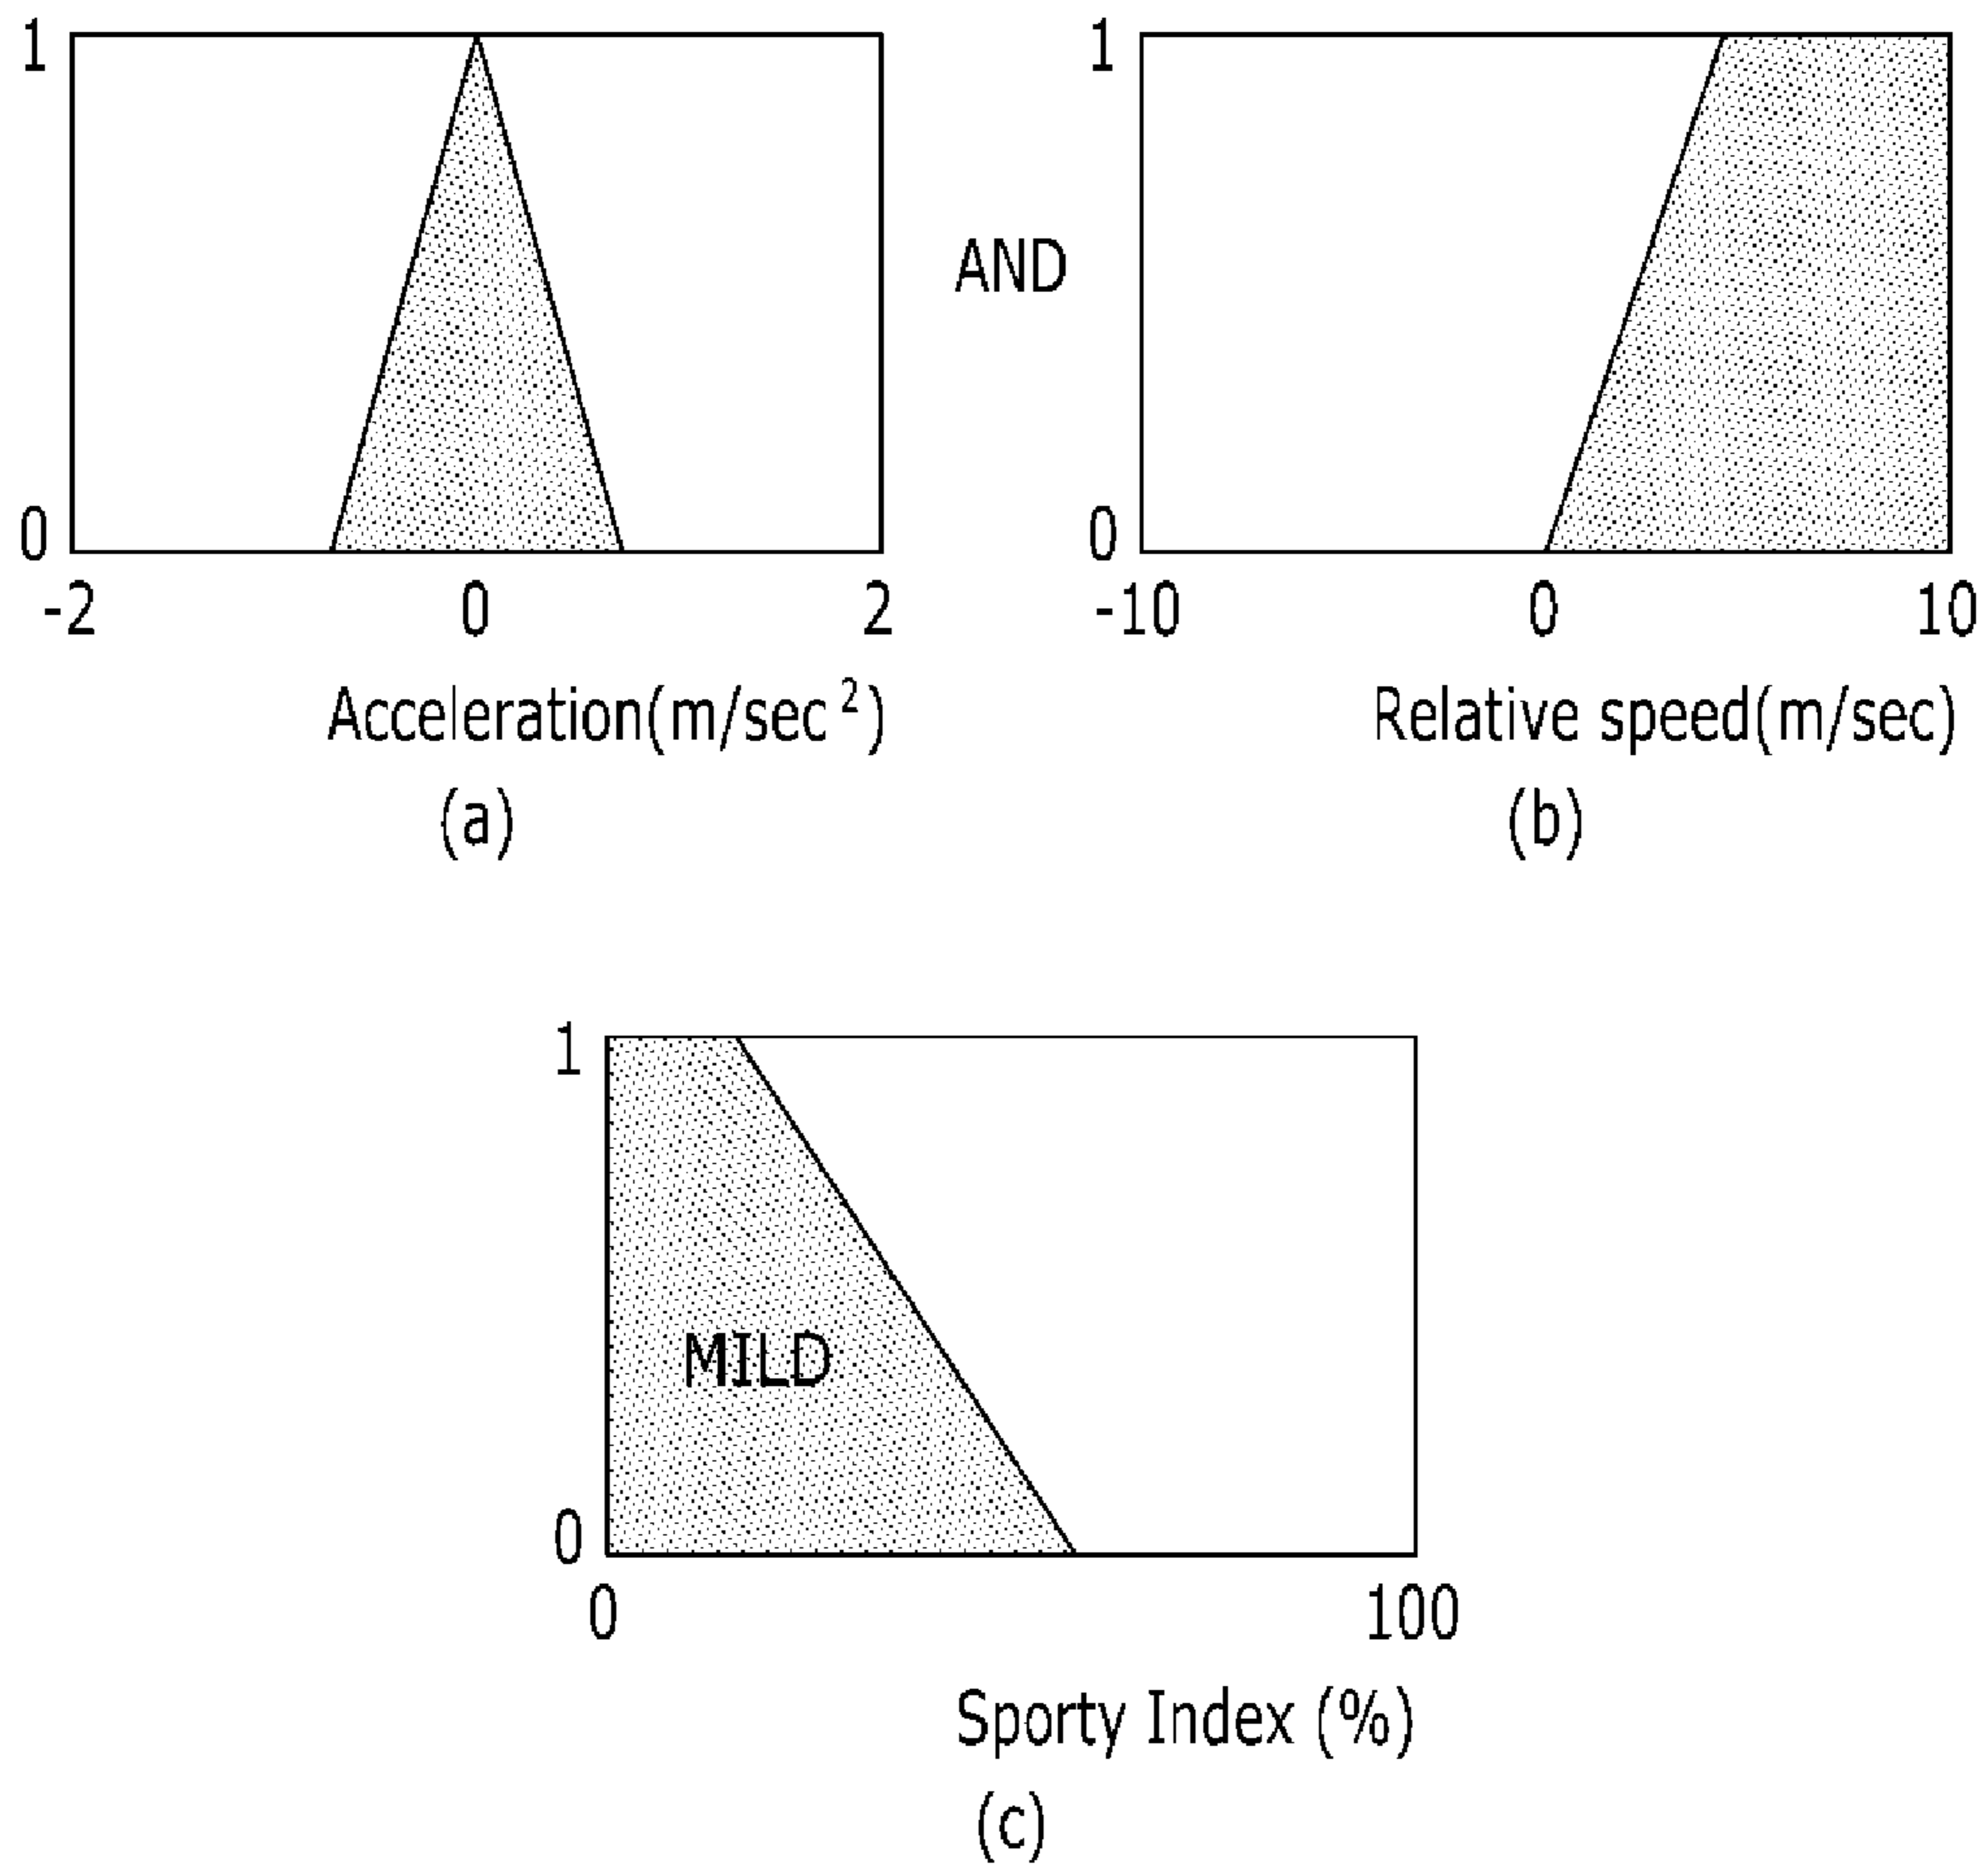 1
0
-2 0 2
Acceleration(m/sec²)
(a)
AND
1
0
-10 0 10
Relative speed(m/sec)
(b)
1
MILD
0
0 100
Sporty Index (%)
(c)